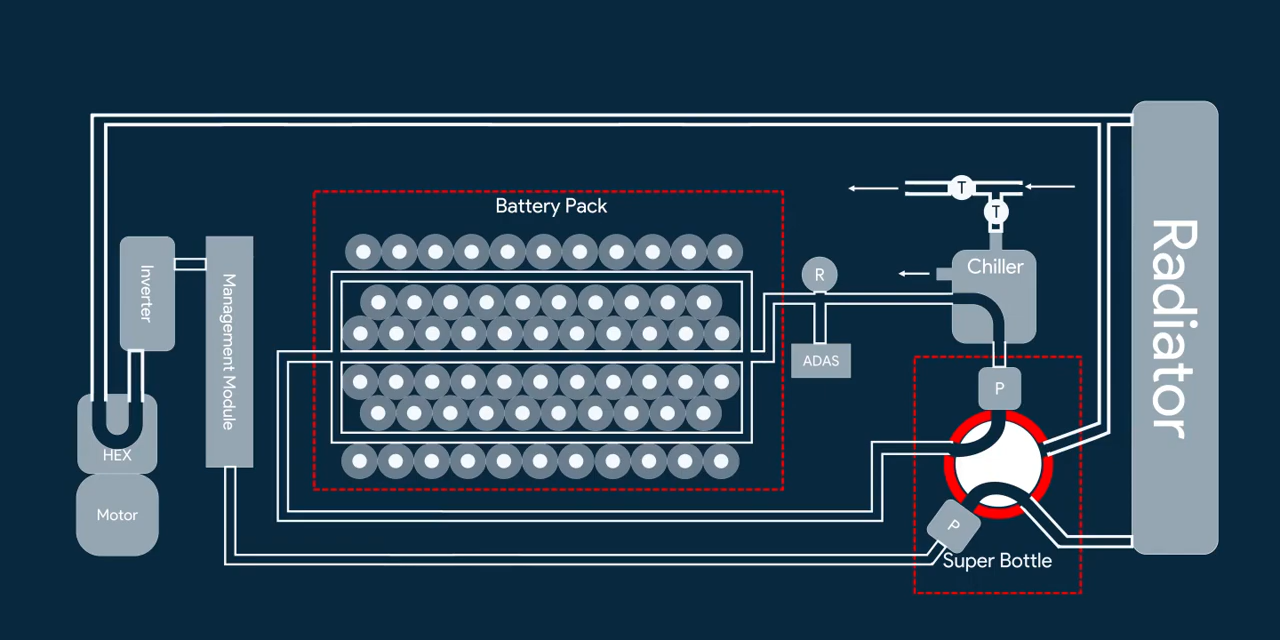 Battery Pack
T
T
Chiller
R
ADAS
Inverter
Management Module
Radiator
P
HEX
Motor
P
Super Bottle